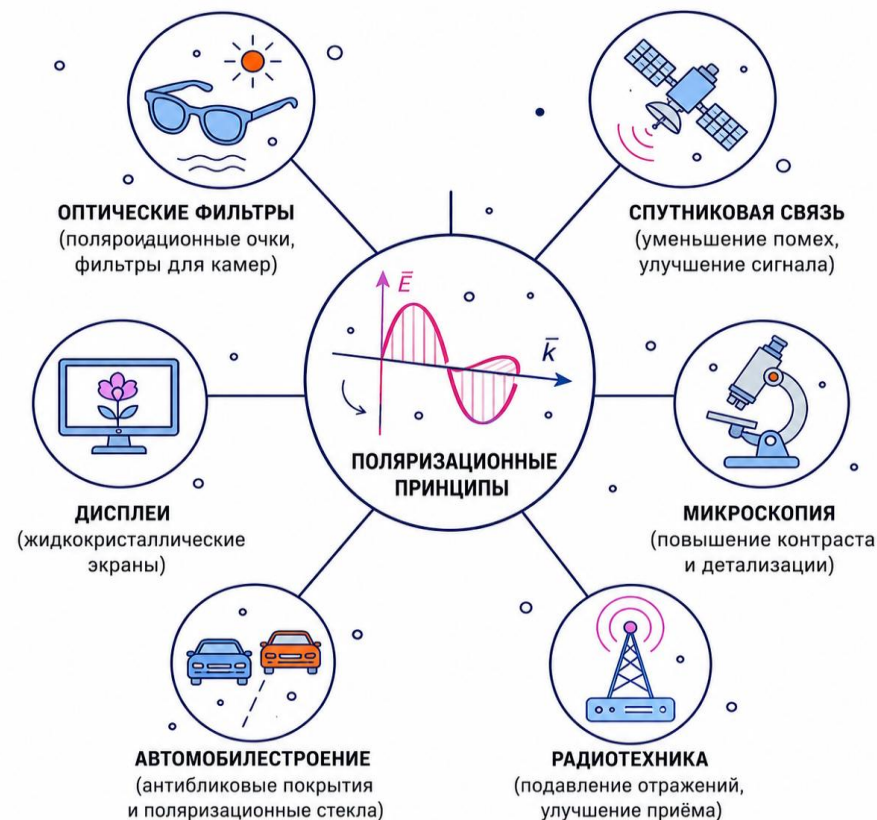 ОПТИЧЕСКИЕ ФИЛЬТРЫ
(поляроидционные очки,
фильтры для камер)
СПУТНИКОВАЯ СВЯЗЬ
(уменьшение помех,
улучшение сигнала)
E̅
k̅
ПОЛЯРИЗАЦИОННЫЕ
ПРИНЦИПЫ
ДИСПЛЕИ
(жидкокристаллические
экраны)
МИКРОСКОПИЯ
(повышение контраста
и детализации)
АВТОМОБИЛЕСТРОЕНИЕ
(антибликовые покрытия
и поляризационные стекла)
РАДИОТЕХНИКА
(подавление отражений,
улучшение приёма)